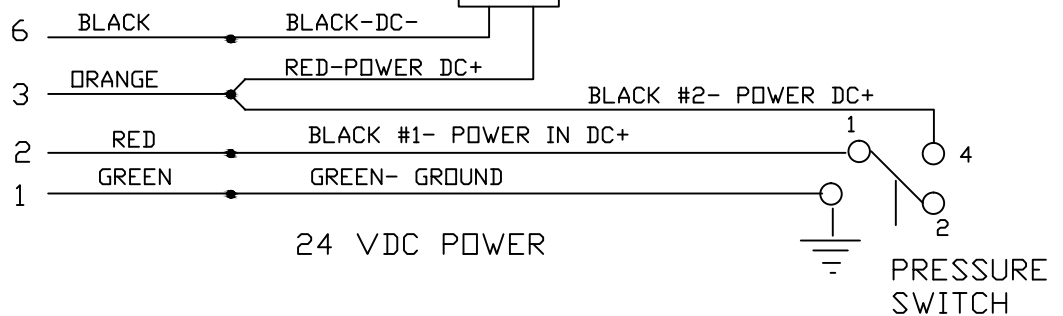 6 BLACK BLACK-DC-
3 ORANGE RED-POWER DC+
BLACK #2- POWER DC+
2 RED BLACK #1- POWER IN DC+ 1 4
1 GREEN GREEN- GROUND 2
24 VDC POWER
PRESSURE
SWITCH